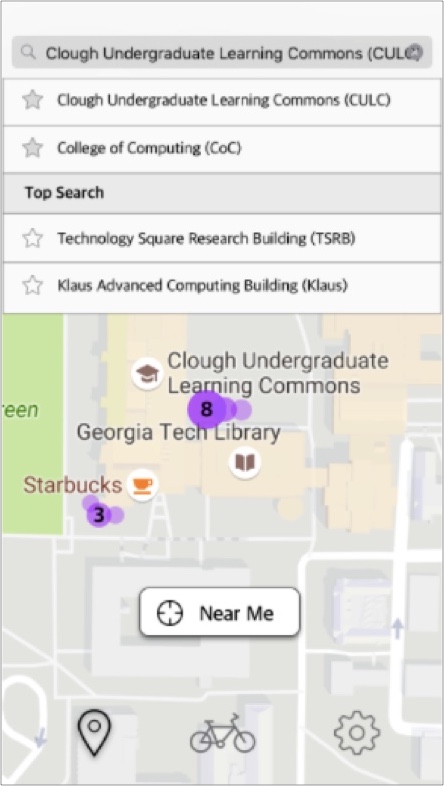 Clough Undergraduate Learning Commons (CULC
Clough Undergraduate Learning Commons (CULC)
College of Computing (CoC)
Top Search
Technology Square Research Building (TSRB)
Klaus Advanced Computing Building (Klaus)
Clough Undergraduate
Learning Commons
reen
8
Georgia Tech Library
Starbucks
3
Near Me